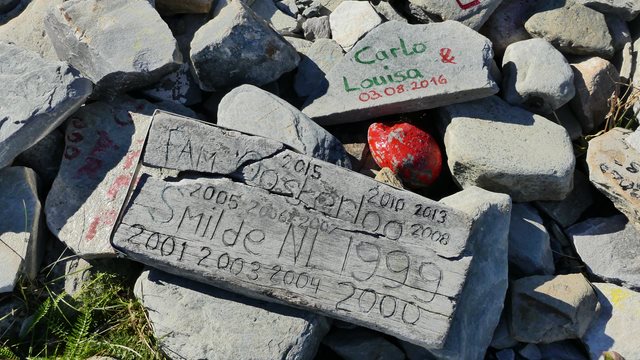 Carlo &
Louisa
03.08.2016
FAM Oosterloo
2015
2010 2013
2005 2006 2007 2008
Smilde Nl 1999
2001 2003 2004 2000